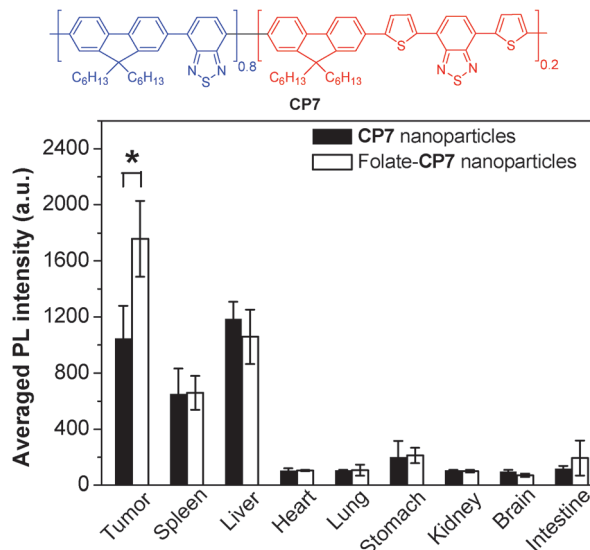 N N
S
C6H13 C6H13
0.8
S S
N N
S
C6H13 C6H13
0.2
CP7
CP7 nanoparticles
Folate-CP7 nanoparticles
*
Averaged PL intensity (a.u.)
2400
2000
1600
1200
800
400
0
Tumor
Spleen
Liver
Heart
Lung
Stomach
Kidney
Brain
Intestine